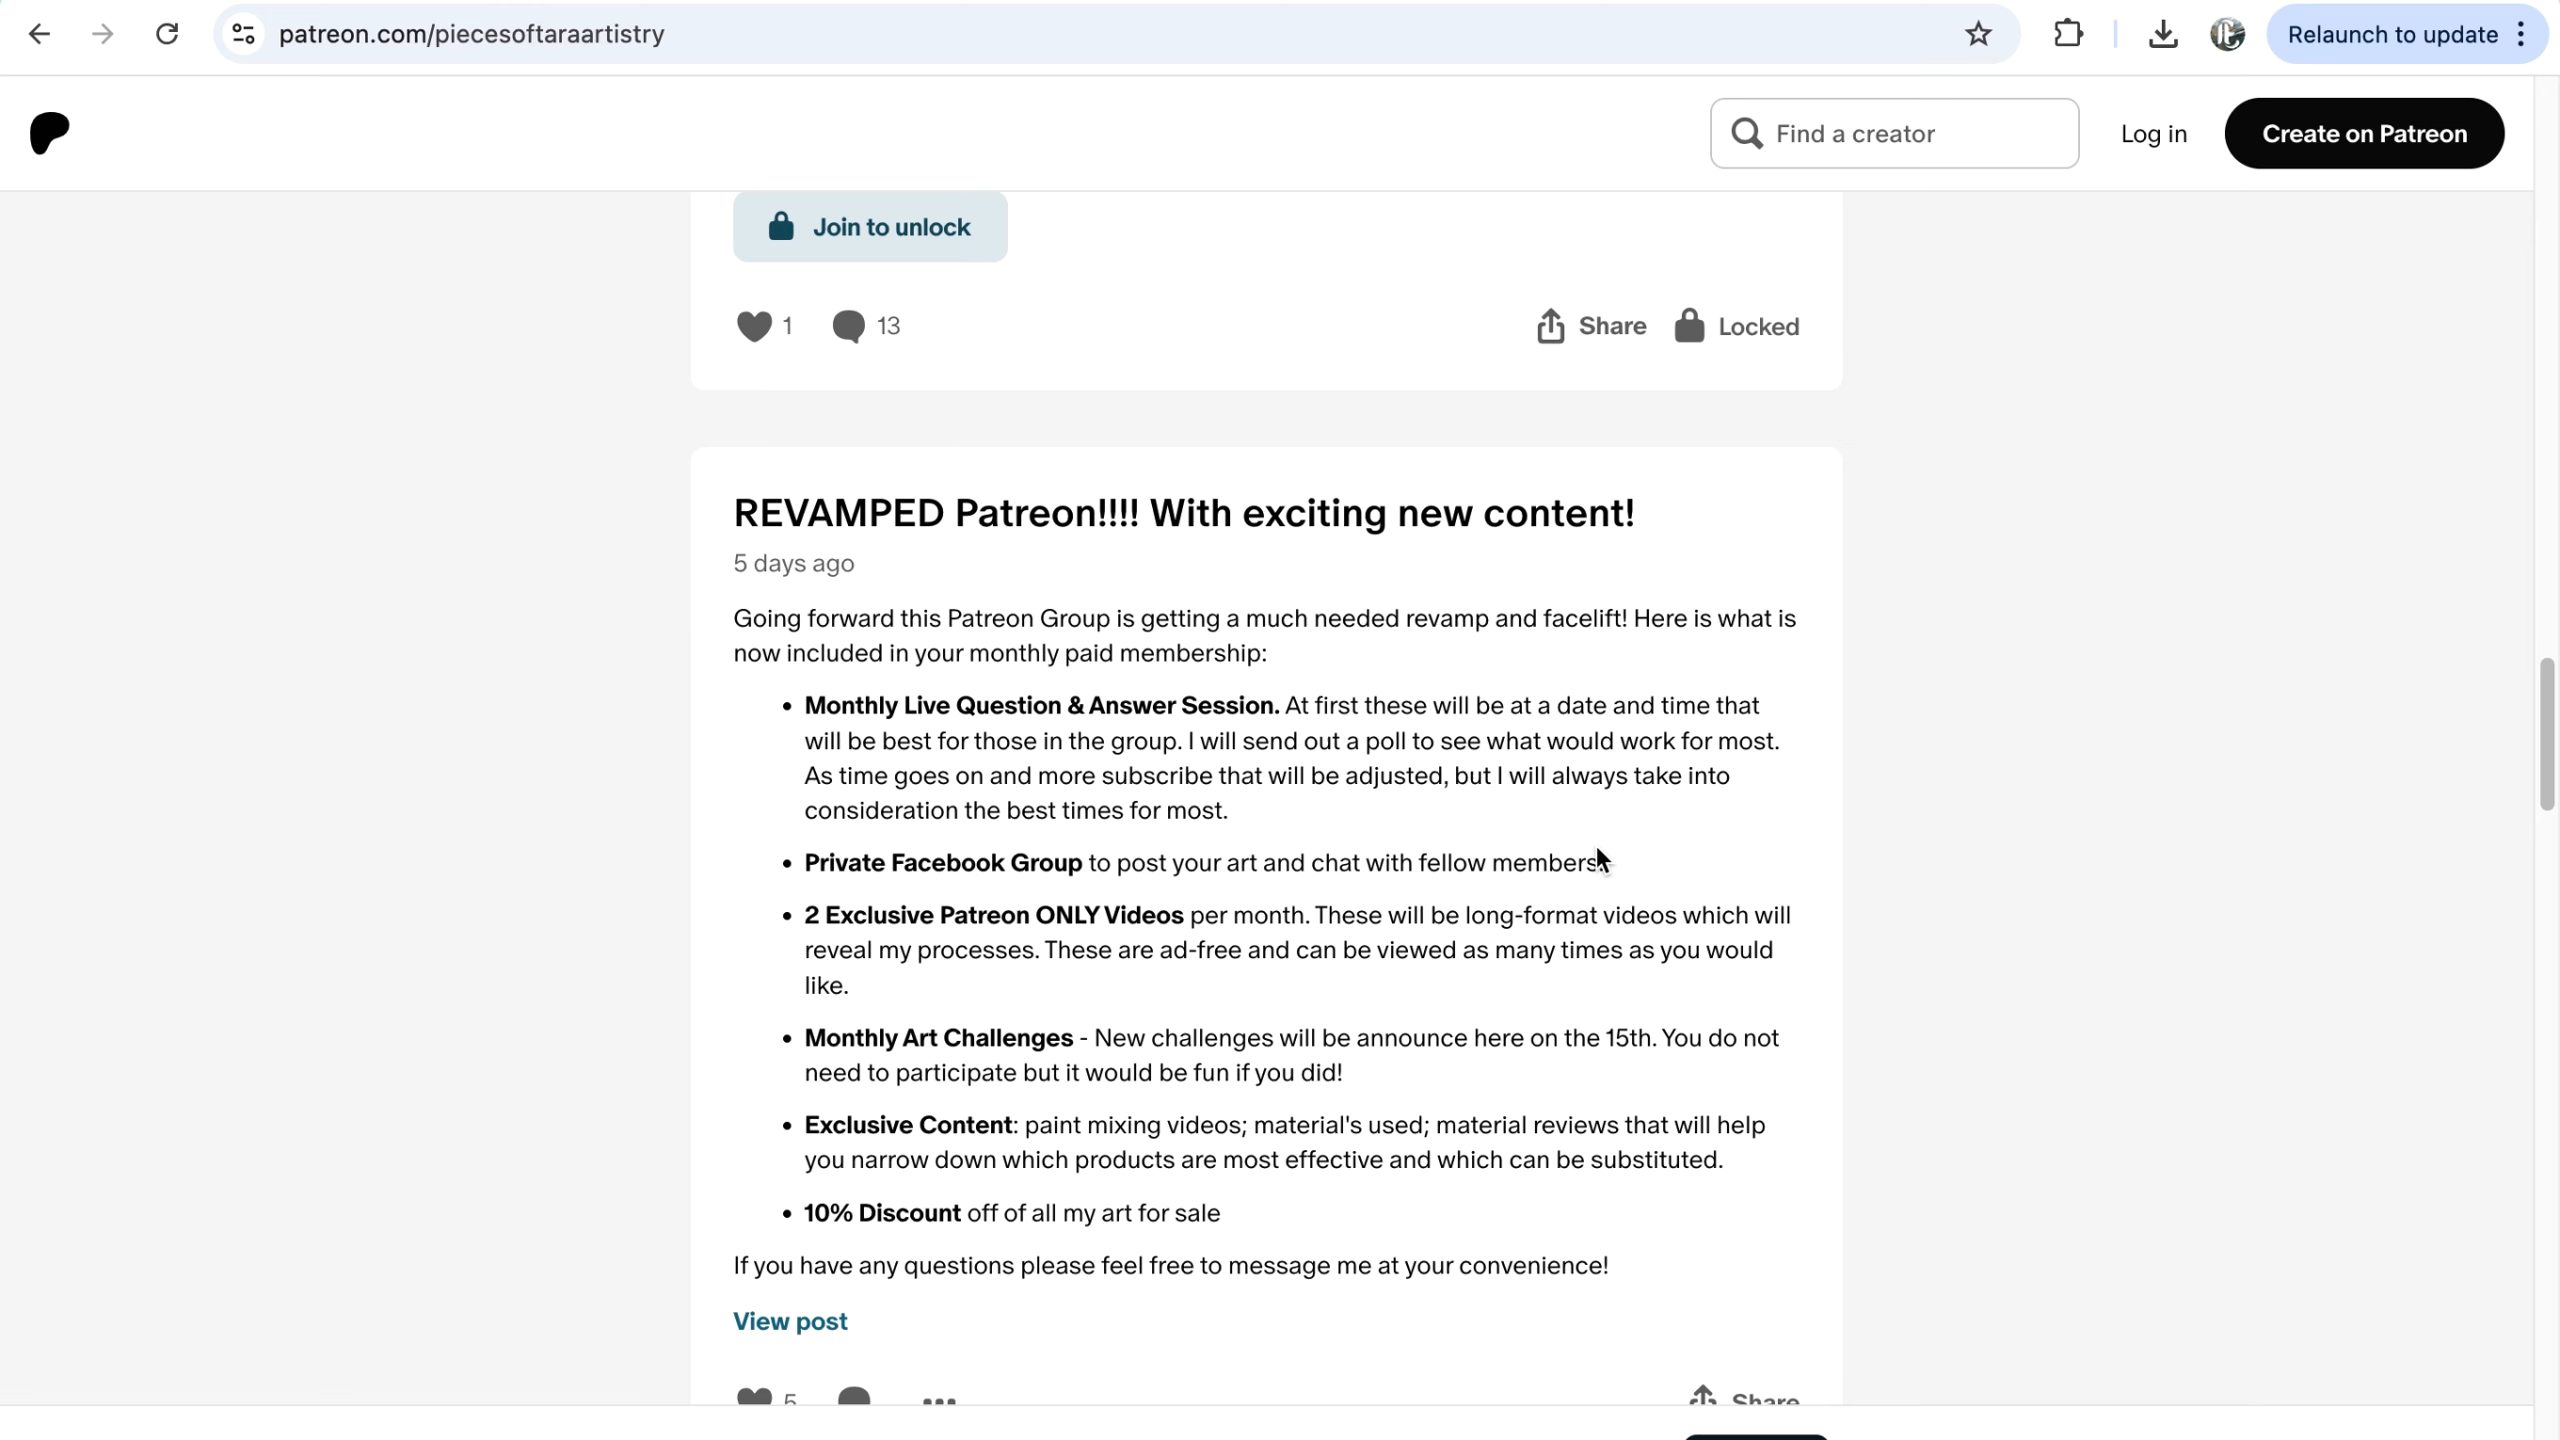 patreon.com/piecesoftaraartistry
Relaunch to update
Find a creator
Log in
Create on Patreon
Join to unlock
1
13
Share
Locked
REVAMPED Patreon!!!! With exciting new content!
5 days ago
Going forward this Patreon Group is getting a much needed revamp and facelift! Here is what is
now included in your monthly paid membership:
• Monthly Live Question & Answer Session. At first these will be at a date and time that
will be best for those in the group. I will send out a poll to see what would work for most.
As time goes on and more subscribe that will be adjusted, but I will always take into
consideration the best times for most.
• Private Facebook Group to post your art and chat with fellow members
• 2 Exclusive Patreon ONLY Videos per month. These will be long-format videos which will
reveal my processes. These are ad-free and can be viewed as many times as you would
like.
• Monthly Art Challenges - New challenges will be announce here on the 15th. You do not
need to participate but it would be fun if you did!
• Exclusive Content: paint mixing videos; material's used; material reviews that will help
you narrow down which products are most effective and which can be substituted.
• 10% Discount off of all my art for sale
If you have any questions please feel free to message me at your convenience!
View post
5
Share